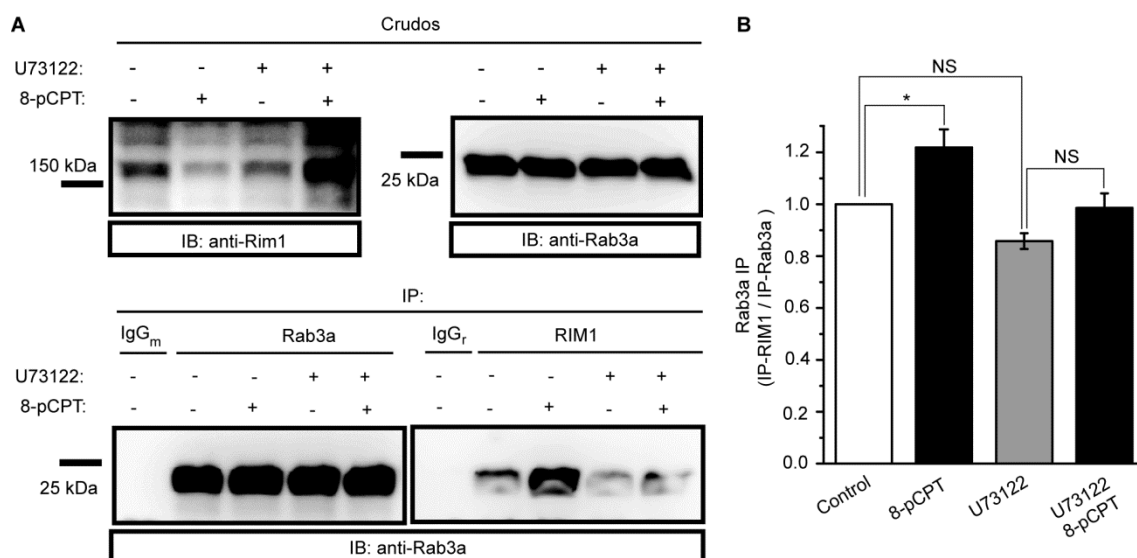 A
Crudos
U73122: - - + + - - + +
8-pCPT: - + - + - + - +
150 kDa
25 kDa
IB: anti-Rim1
IB: anti-Rab3a
IP:
IgGm Rab3a IgGr RIM1
U73122: - - - + + - - - + +
8-pCPT: - - + - + - - + - +
25 kDa
IB: anti-Rab3a
B
NS
*
NS
Rab3a IP
(IP-RIM1 / IP-Rab3a)
1.2
1.0
0.8
0.6
0.4
0.2
0.0
Control
8-pCPT
U73122
U73122
8-pCPT